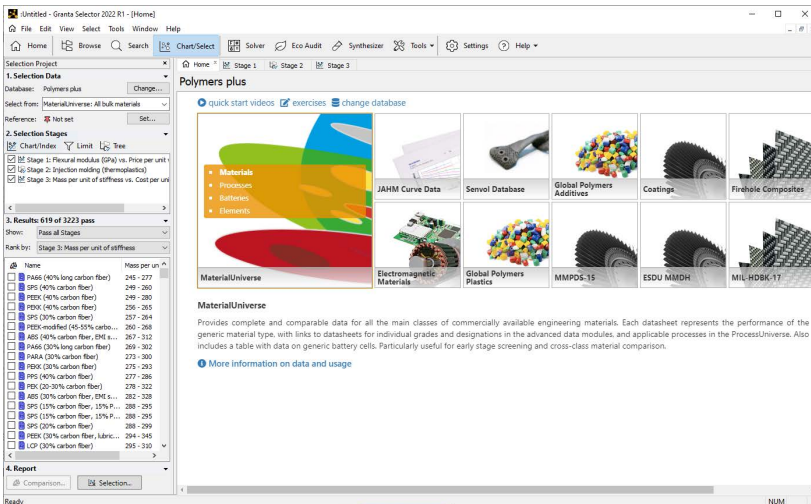 :Untitled - Granta Selector 2022 R1 - [Home]
File Edit View Select Tools Window Help
Home Browse Search Chart/Select Solver Eco Audit Synthesizer Tools Settings Help
Selection Project
Home Stage 1 Stage 2 Stage 3
1. Selection Data
Database: Polymers plus Change...
Select from: MaterialUniverse: All bulk materials
Reference: Not set Set...
2. Selection Stages
Chart/Index Limit Tree
Stage 1: Flexural modulus (GPa) vs. Price per unit v
Stage 2: Injection molding (thermoplastics)
Stage 3: Mass per unit of stiffness vs. Cost per uni
3. Results: 619 of 3223 pass
Show: Pass all Stages
Rank by: Stage 3: Mass per unit of stiffness
Name Mass per un
PA66 (40% long carbon fiber) 245 - 277
SPS (40% carbon fiber) 249 - 260
PEEK (40% carbon fiber) 249 - 280
PEKK (40% carbon fiber) 256 - 265
SPS (30% carbon fiber) 257 - 264
PEEK-modified (45-55% carbo... 260 - 268
ABS (40% carbon fiber, EMI s... 267 - 312
PA66 (30% long carbon fiber) 269 - 302
PARA (30% carbon fiber) 273 - 300
PEKK (30% carbon fiber) 275 - 293
PPS (40% carbon fiber) 277 - 286
PEK (20-30% carbon fiber) 278 - 322
ABS (30% carbon fiber, EMI s... 282 - 328
SPS (15% carbon fiber, 15% P... 288 - 295
SPS (15% carbon fiber, 15% P... 288 - 295
SPS (20% carbon fiber) 288 - 299
PEEK (30% carbon fiber, lubric... 294 - 345
LCP (30% carbon fiber) 295 - 310
4. Report
Comparison... Selection...
Ready NUM
Polymers plus
quick start videos exercises change database
Materials
Processes
Batteries
Elements
MaterialUniverse
JAHM Curve Data
Senvol Database
Global Polymers Additives
Coatings
Firehole Composites
Electromagnetic Materials
Global Polymers Plastics
MMPDS-15
ESDU MMDH
MIL-HDBK-17
MaterialUniverse
Provides complete and comparable data for all the main classes of commercially available engineering materials. Each datasheet represents the performance of the
generic material type, with links to datasheets for individual grades and designations in the advanced data modules, and applicable processes in the ProcessUniverse. Also
includes a table with data on generic battery cells. Particularly useful for early stage screening and cross-class material comparison.
More information on data and usage